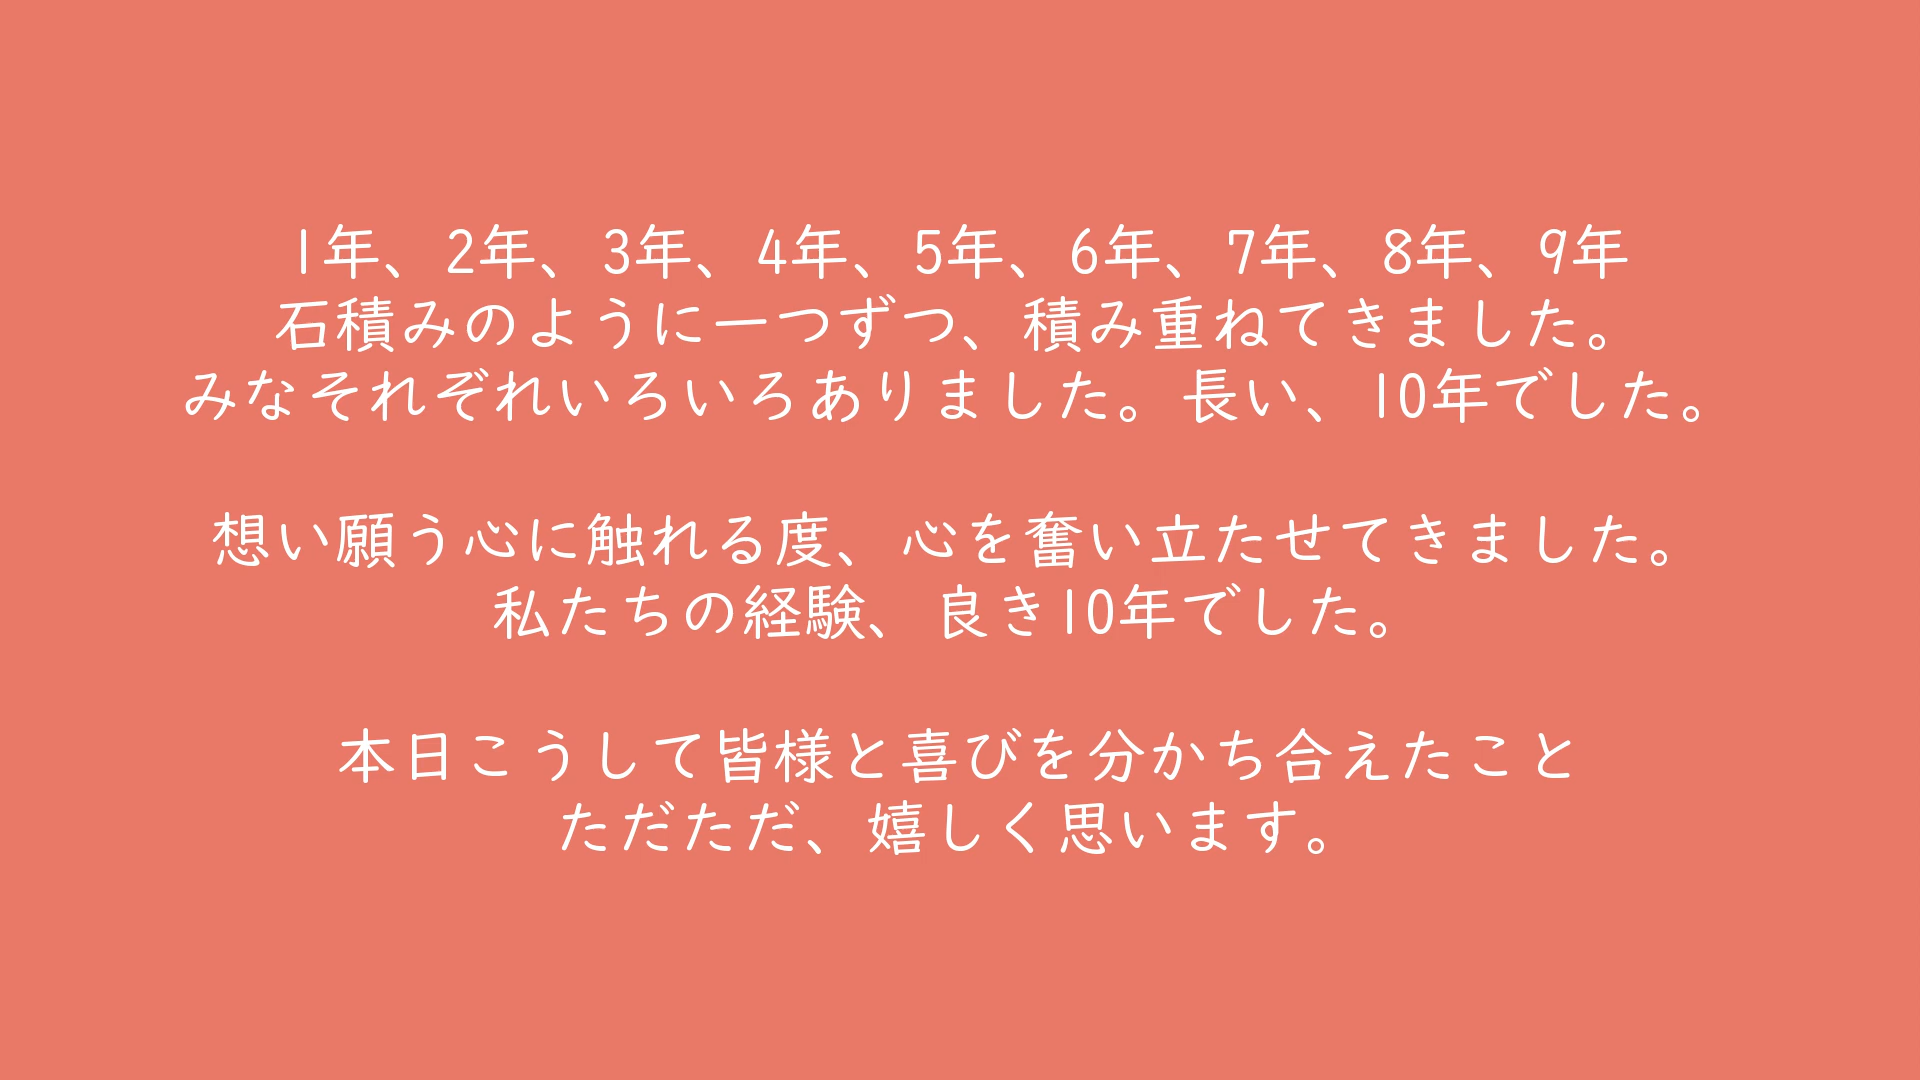 1年、2年、3年、4年、5年、6年、7年、8年、9年
石積みのように一つずつ、積み重ねてきました。
みなそれぞれいろいろありました。長い、10年でした。
想い願う心に触れる度、心を奮い立たせてきました。
私たちの経験、良き10年でした。
本日こうして皆様と喜びを分かち合えたこと
ただただ、嬉しく思います。